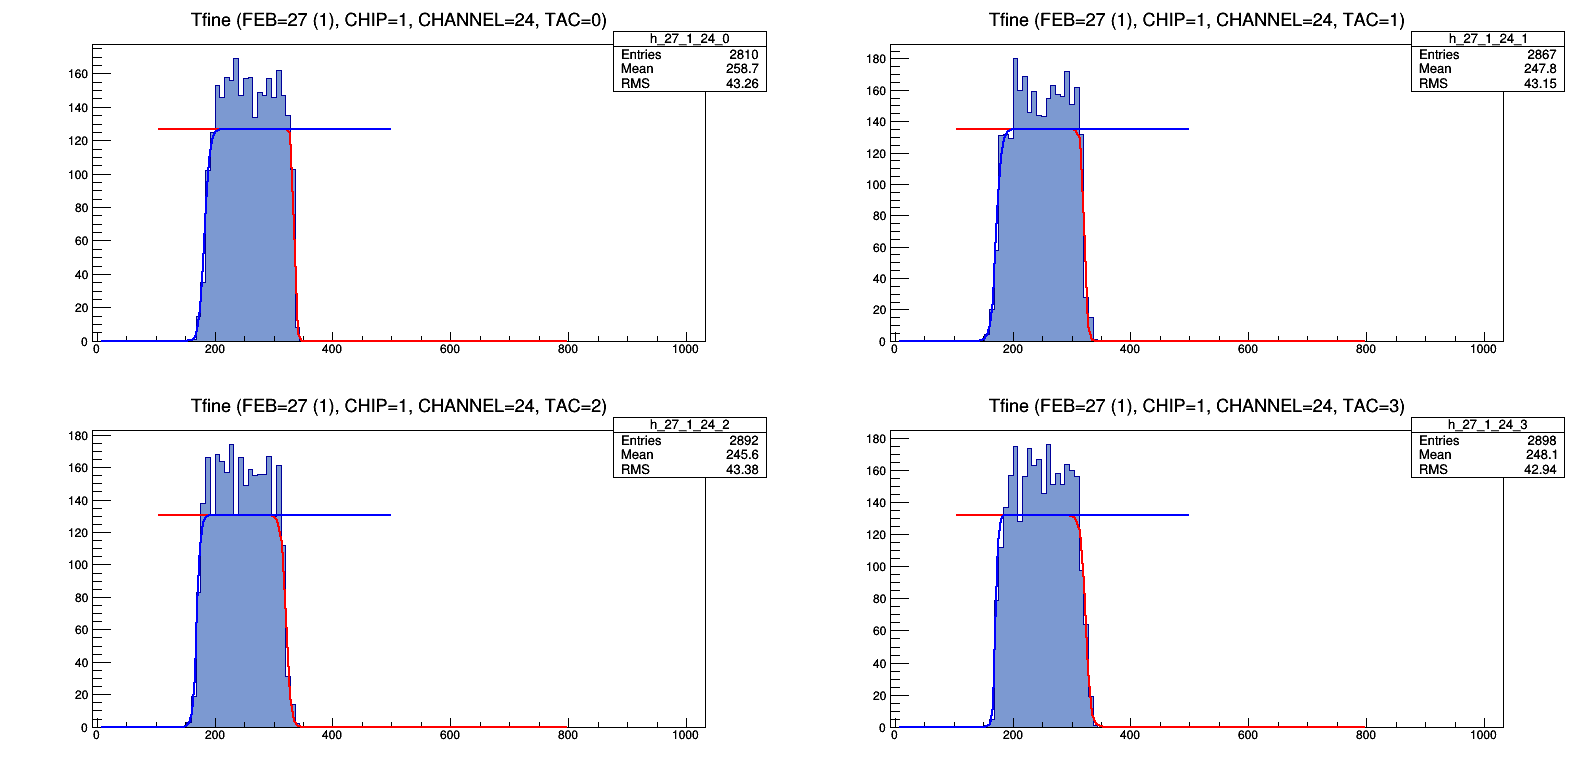 Tfine (FEB=27 (1), CHIP=1, CHANNEL=24, TAC=0)
h_27_1_24_0
Entries 2810
Mean 258.7
RMS 43.26
160
140
120
100
80
60
40
20
0
0 200 400 600 800 1000
Tfine (FEB=27 (1), CHIP=1, CHANNEL=24, TAC=1)
h_27_1_24_1
Entries 2867
Mean 247.8
RMS 43.15
180
160
140
120
100
80
60
40
20
0
0 200 400 600 800 1000
Tfine (FEB=27 (1), CHIP=1, CHANNEL=24, TAC=2)
h_27_1_24_2
Entries 2892
Mean 245.6
RMS 43.38
180
160
140
120
100
80
60
40
20
0
0 200 400 600 800 1000
Tfine (FEB=27 (1), CHIP=1, CHANNEL=24, TAC=3)
h_27_1_24_3
Entries 2898
Mean 248.1
RMS 42.94
180
160
140
120
100
80
60
40
20
0
0 200 400 600 800 1000